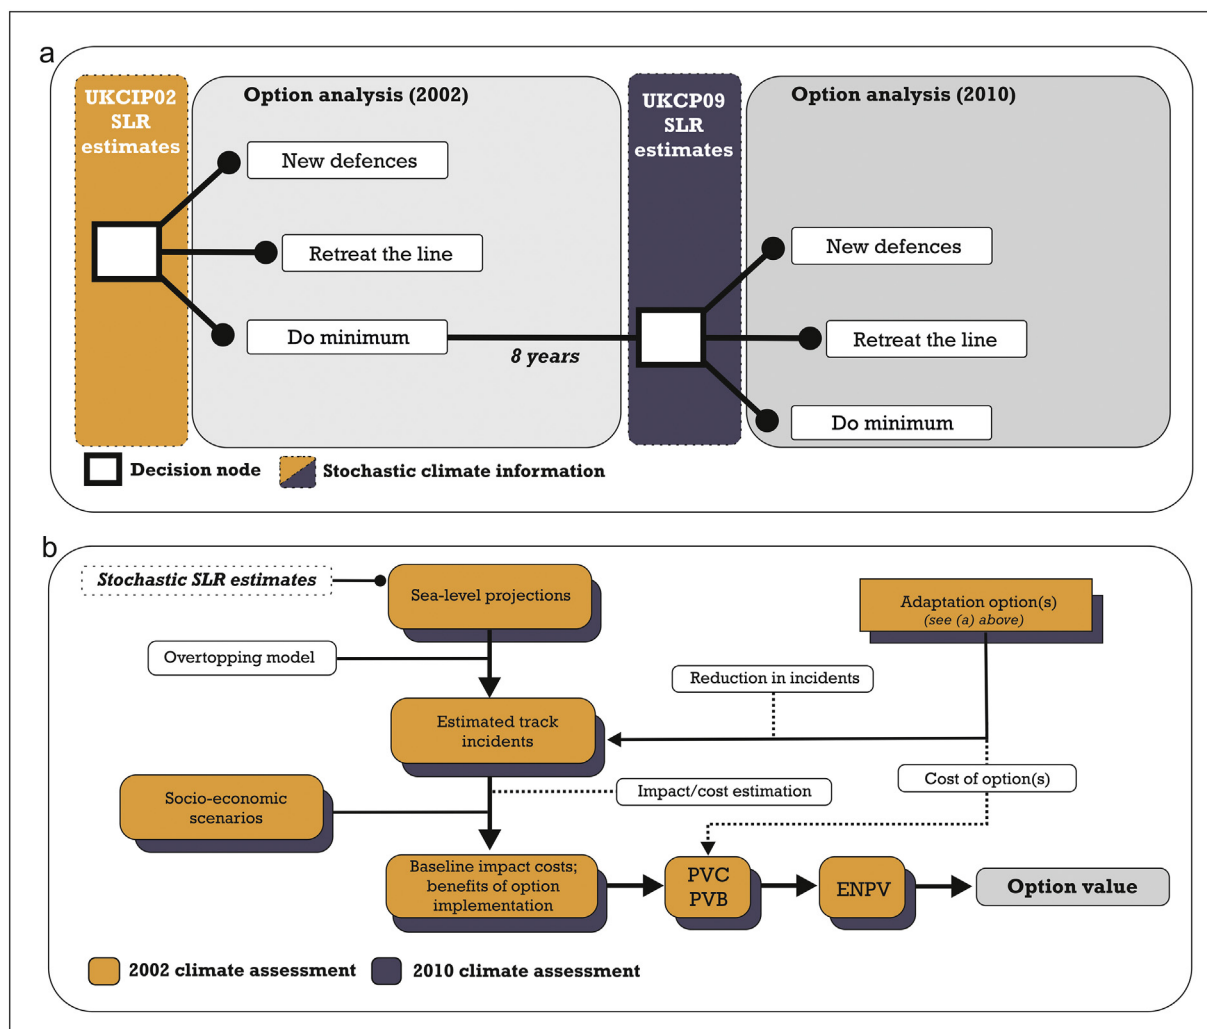 a
UKCIP02
SLR
estimates
Option analysis (2002)
New defences
Retreat the line
Do minimum
8 years
UKCP09
SLR
estimates
Option analysis (2010)
New defences
Retreat the line
Do minimum
Decision node
Stochastic climate information
b
Stochastic SLR estimates
Sea-level projections
Adaptation option(s)
(see (a) above)
Overtopping model
Reduction in incidents
Estimated track
incidents
Cost of option(s)
Impact/cost estimation
Socio-economic
scenarios
Baseline impact costs;
benefits of option
implementation
PVC
PVB
ENPV
Option value
2002 climate assessment
2010 climate assessment